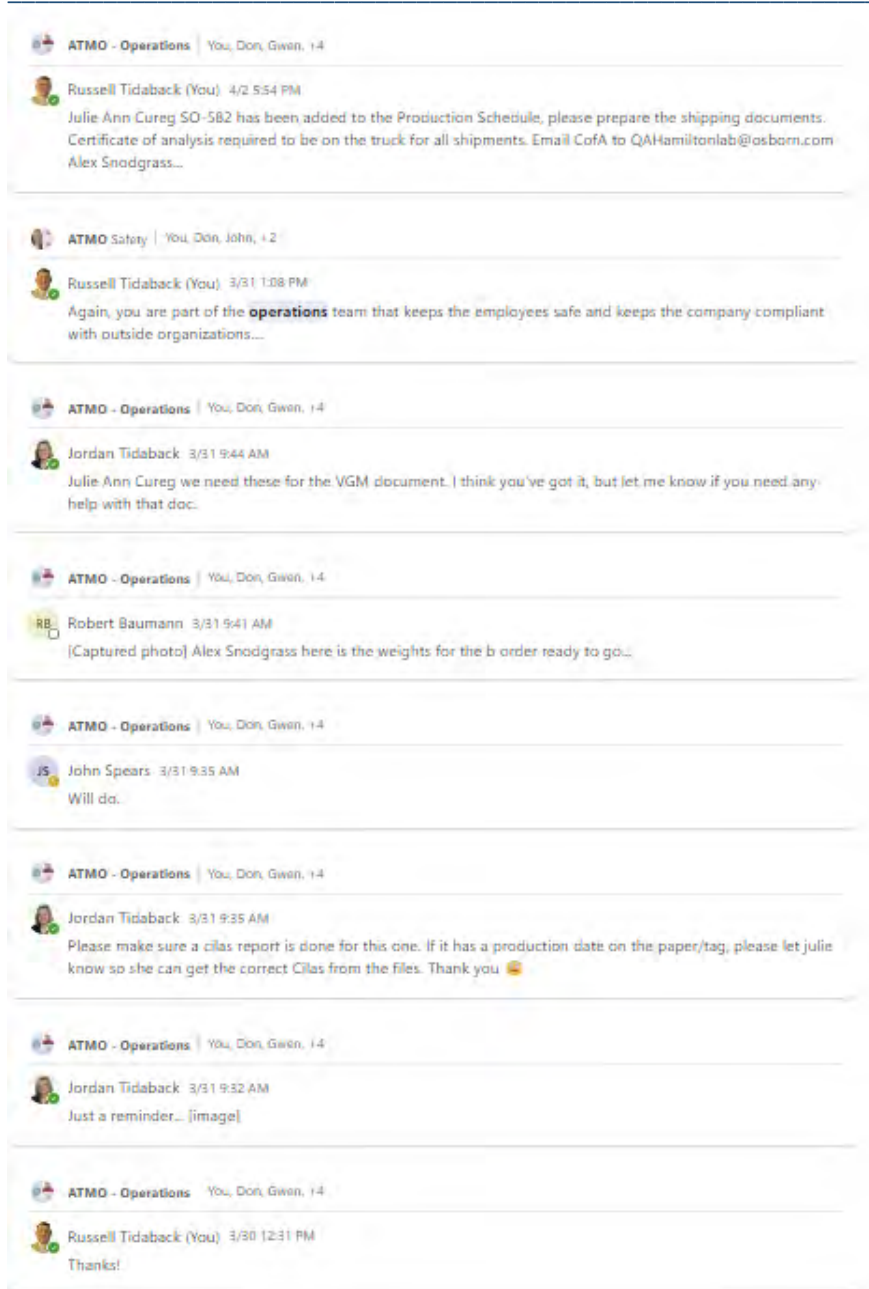 ATMO - Operations | You, Don, Gwen, +4
Russell Tidaback (You) 4/2 5:54 PM
Julie Ann Cureg SO-582 has been added to the Production Schedule, please prepare the shipping documents.
Certificate of analysis required to be on the truck for all shipments. Email CofA to QAHamiltonlab@osborn.com
Alex Snodgrass...
ATMO Safety | You, Don, John, +2
Russell Tidaback (You) 3/31 1:08 PM
Again, you are part of the operations team that keeps the employees safe and keeps the company compliant
with outside organizations....
ATMO - Operations | You, Don, Gwen, +4
Jordan Tidaback 3/31 9:44 AM
Julie Ann Cureg we need these for the VGM document. I think you've got it, but let me know if you need any
help with that doc.
ATMO - Operations | You, Don, Gwen, +4
RB Robert Baumann 3/31 9:41 AM
[Captured photo] Alex Snodgrass here is the weights for the b order ready to go...
ATMO - Operations | You, Don, Gwen, +4
JS John Spears 3/31 9:35 AM
Will do.
ATMO - Operations | You, Don, Gwen, +4
Jordan Tidaback 3/31 9:35 AM
Please make sure a cilas report is done for this one. If it has a production date on the paper/tag, please let julie
know so she can get the correct Cilas from the files. Thank you 😄
ATMO - Operations | You, Don, Gwen, +4
Jordan Tidaback 3/31 9:32 AM
Just a reminder... [image]
ATMO - Operations You, Don, Gwen, +4
Russell Tidaback (You) 3/30 12:31 PM
Thanks!